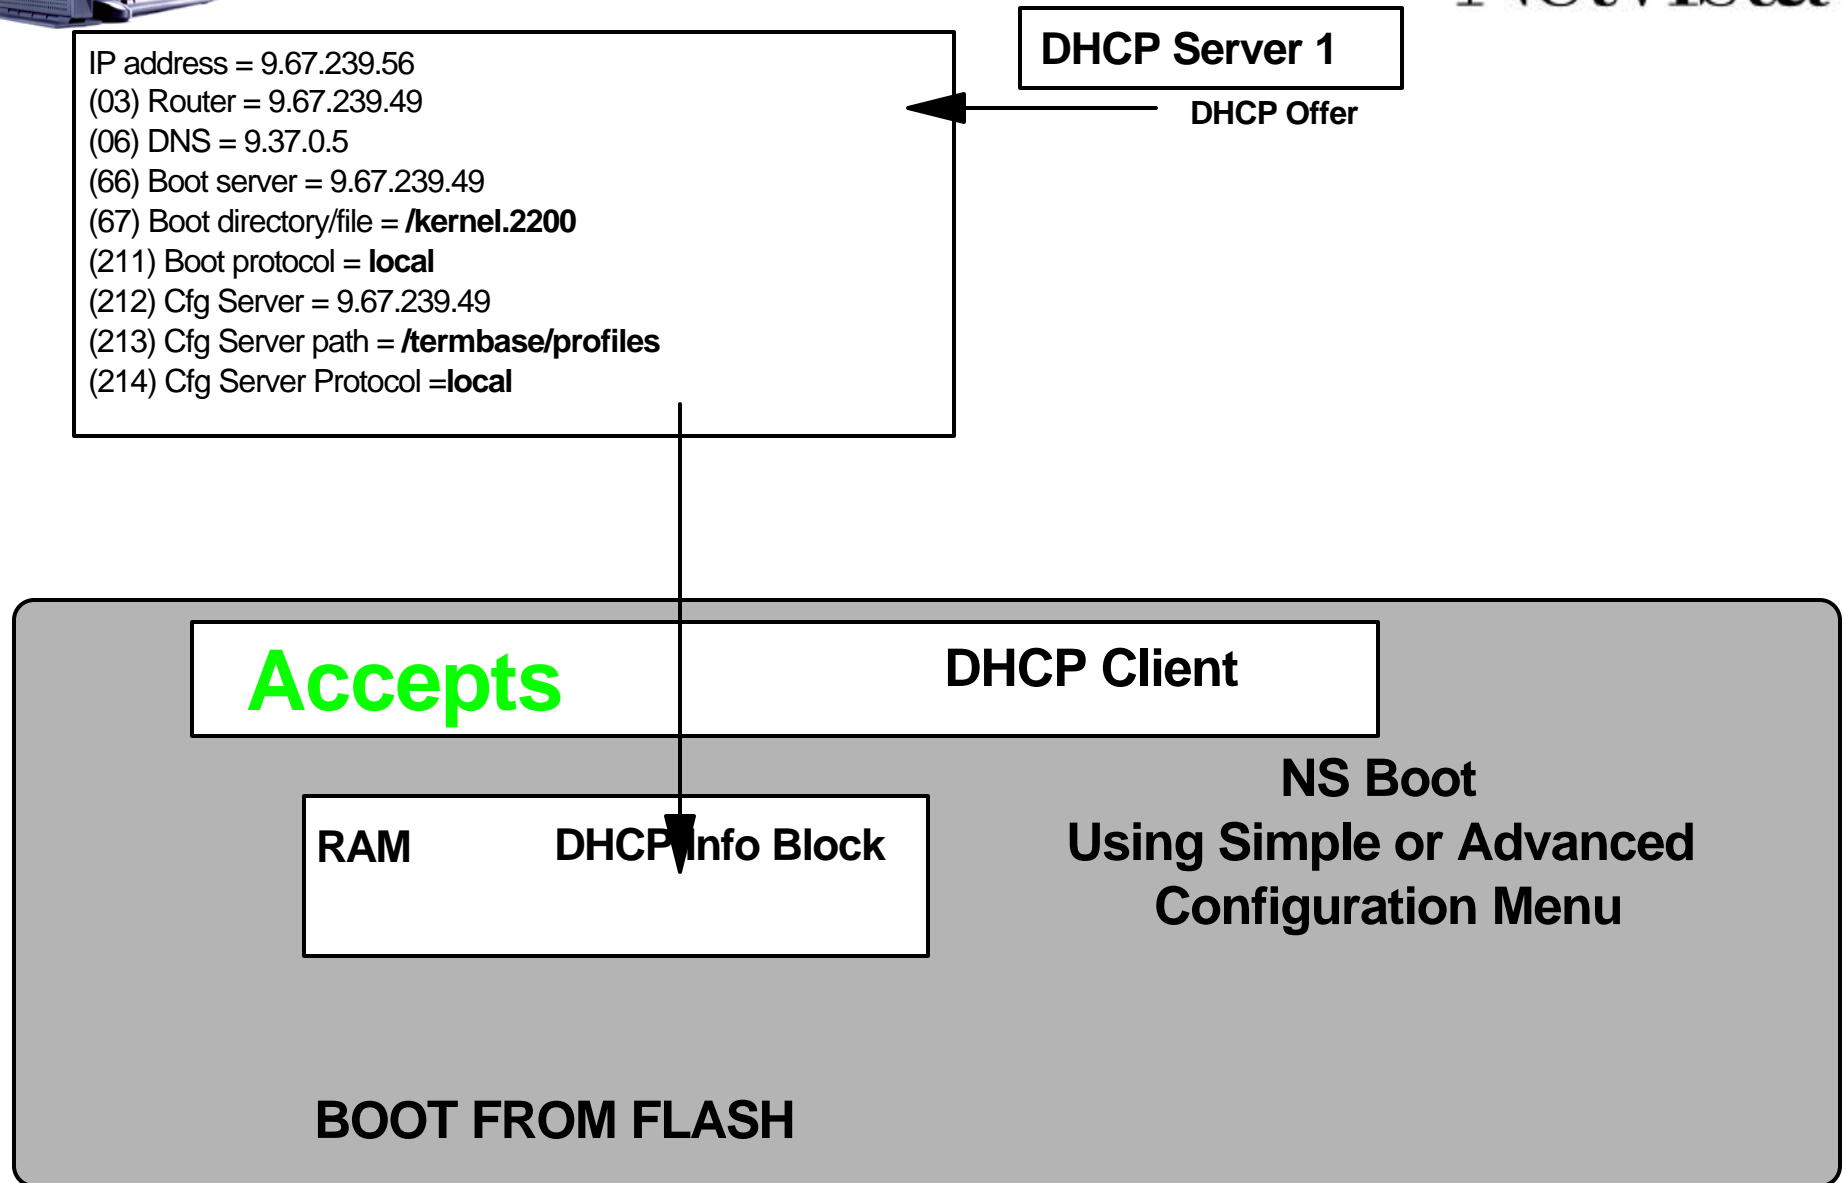 DHCP Server 1
DHCP Offer
IP address = 9.67.239.56
(03) Router = 9.67.239.49
(06) DNS = 9.37.0.5
(66) Boot server = 9.67.239.49
(67) Boot directory/file = /kernel.2200
(211) Boot protocol = local
(212) Cfg Server = 9.67.239.49
(213) Cfg Server path = /termbase/profiles
(214) Cfg Server Protocol =local
Accepts
DHCP Client
RAM
DHCP Info Block
NS Boot
Using Simple or Advanced
Configuration Menu
BOOT FROM FLASH